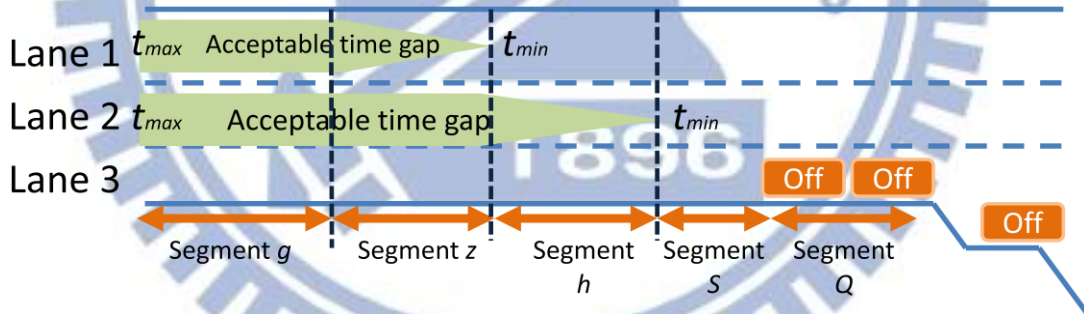 Lane 1 tmax Acceptable time gap tmin
Lane 2 tmax Acceptable time gap tmin
1896
Lane 3 Off Off
Off
Segment g Segment z Segment h Segment S Segment Q